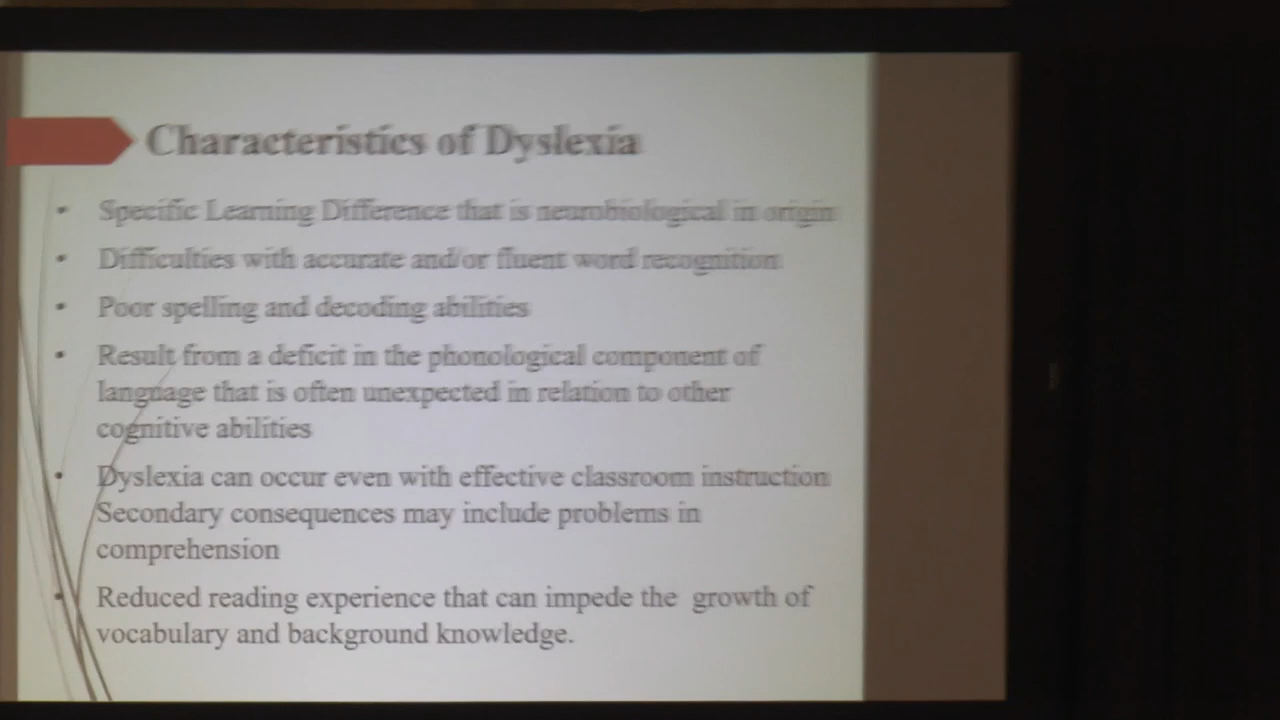 Characteristics of Dyslexia
• Specific Learning Difference that is neurobiological in origin
• Difficulties with accurate and/or fluent word recognition
• Poor spelling and decoding abilities
• Result from a deficit in the phonological component of
language that is often unexpected in relation to other
cognitive abilities
• Dyslexia can occur even with effective classroom instruction
Secondary consequences may include problems in
comprehension
• Reduced reading experience that can impede the growth of
vocabulary and background knowledge.